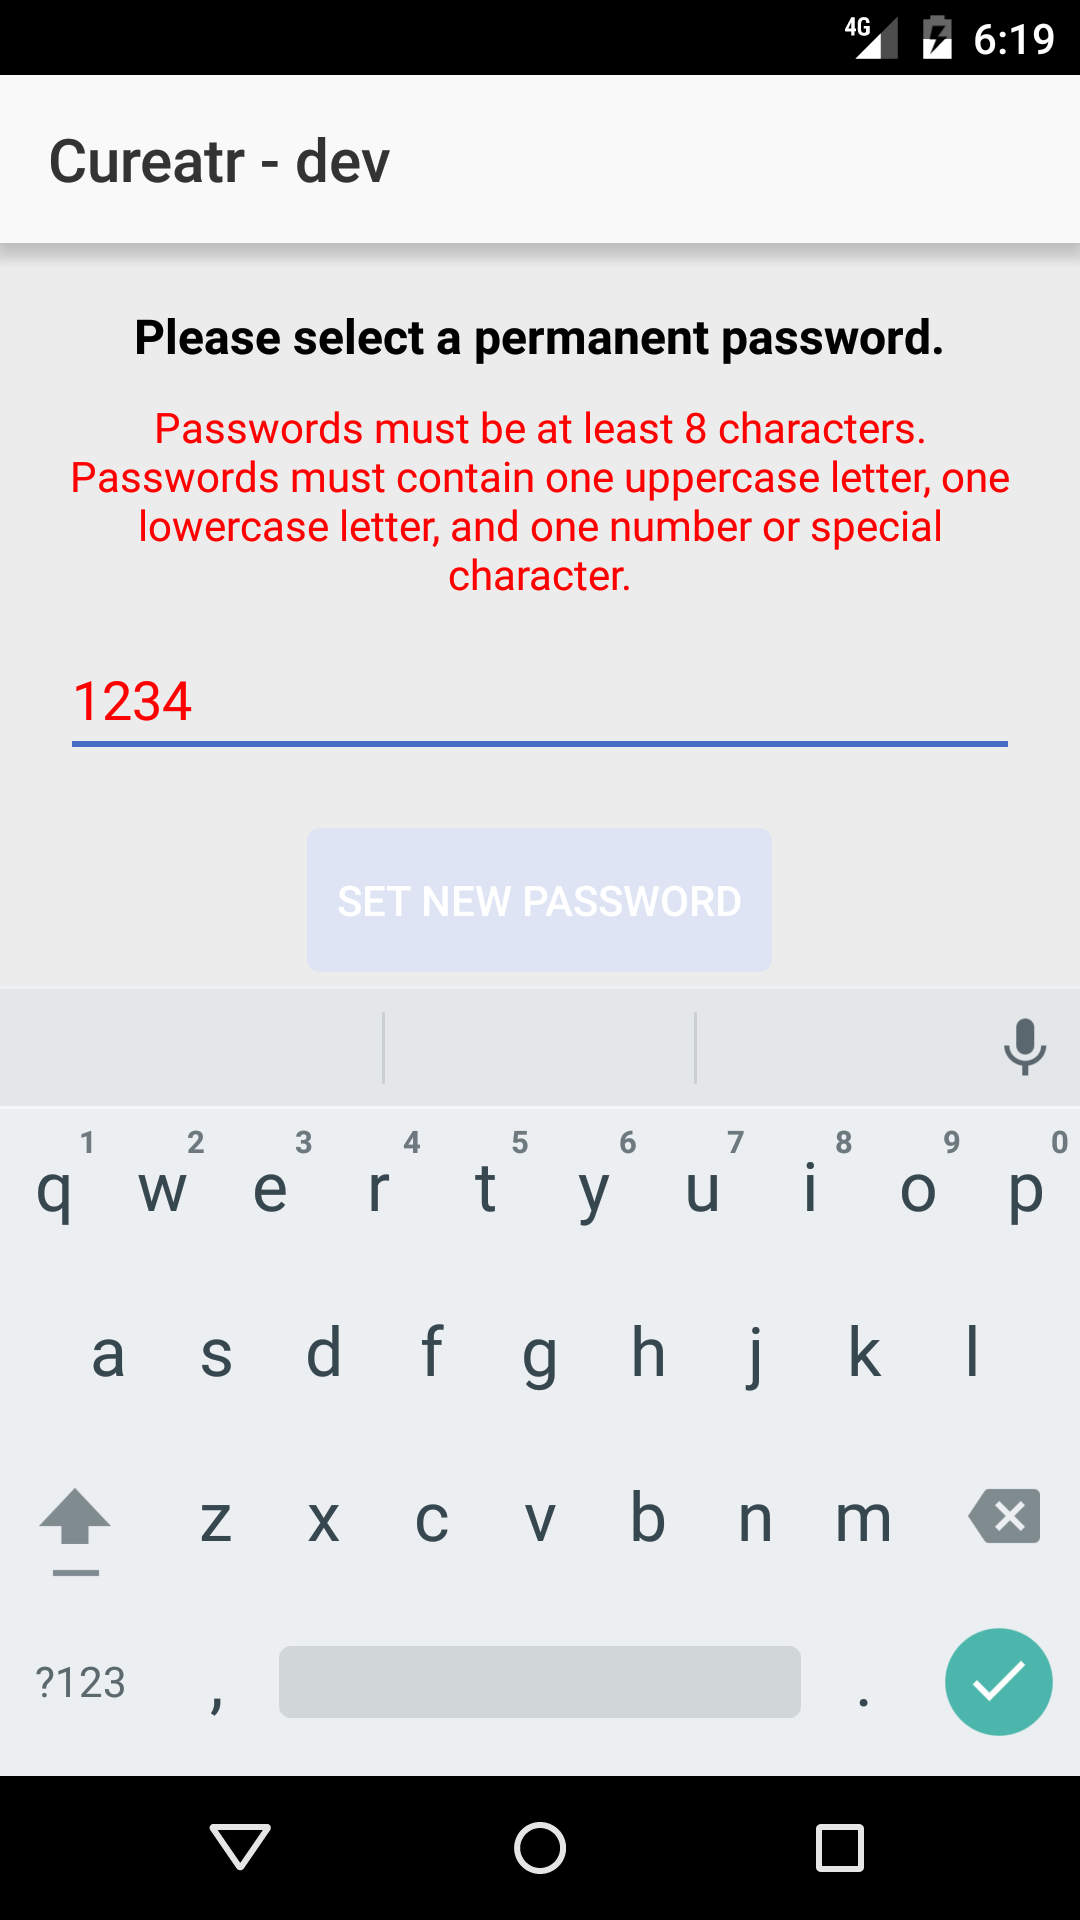 4G 6:19
Cureatr - dev
Please select a permanent password.
Passwords must be at least 8 characters.
Passwords must contain one uppercase letter, one
lowercase letter, and one number or special
character.
1234
SET NEW PASSWORD
1 2 3 4 5 6 7 8 9 0
q w e r t y u i o p
a s d f g h j k l
z x c v b n m
?123 , .